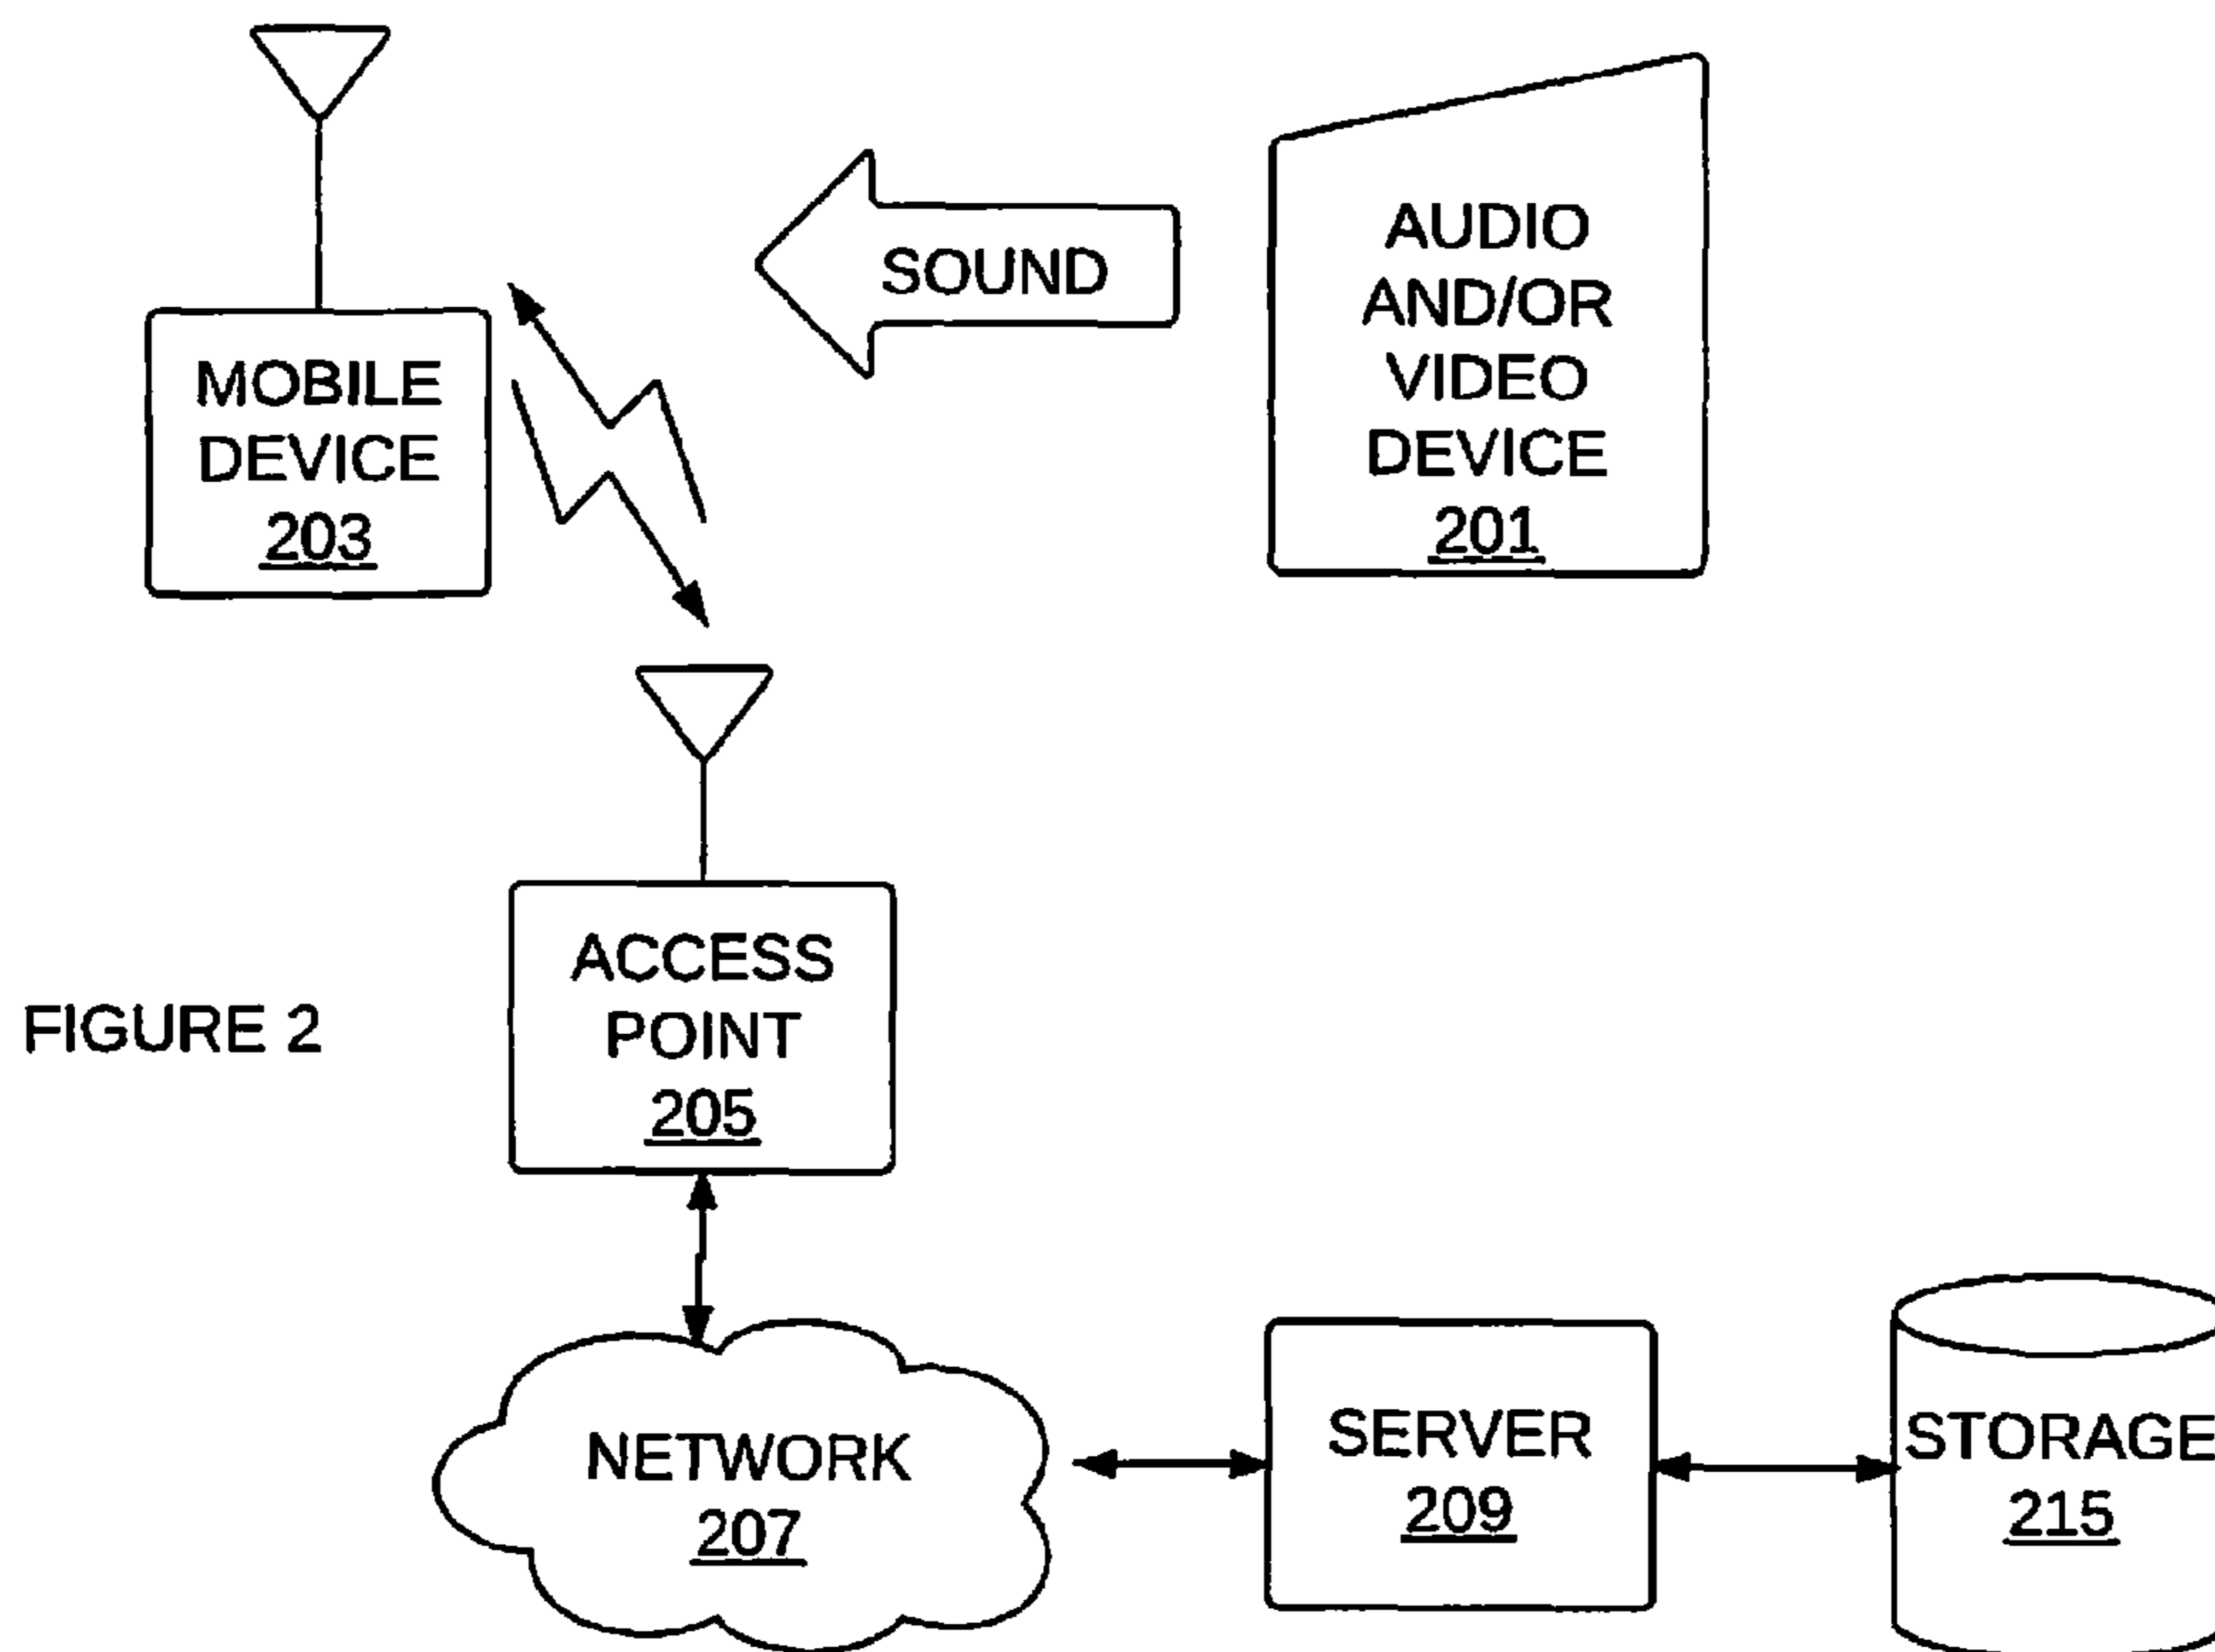 SOUND
AUDIO
AND/OR
VIDEO
DEVICE
201
MOBILE
DEVICE
203
ACCESS
POINT
205
FIGURE 2
NETWORK
207
SERVER
209
STORAGE
215